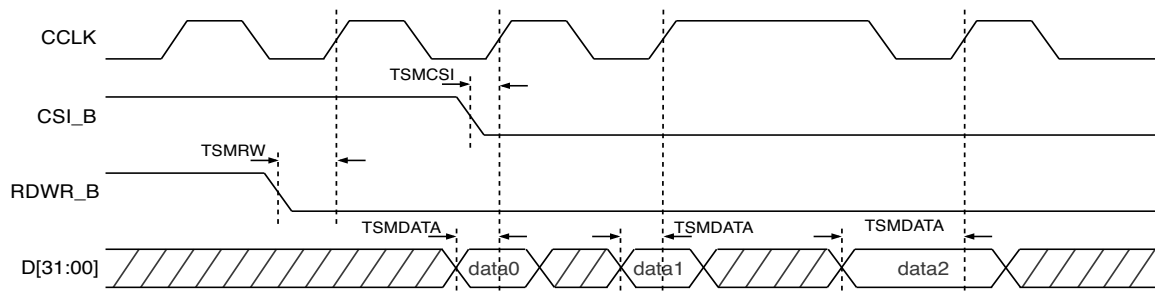 CCLK
TSMCSI
CSI_B
TSMRW
RDWR_B
TSMDATA TSMDATA TSMDATA
D[31:00] data0 data1 data2